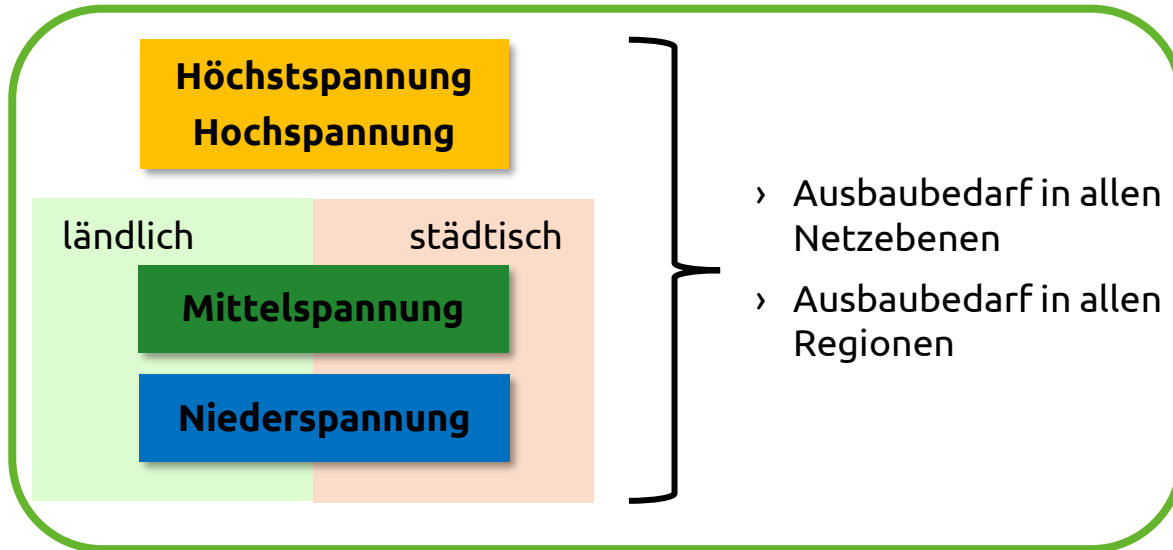 Höchstspannung
Hochspannung
ländlich
städtisch
Mittelspannung
Niederspannung
› Ausbaubedarf in allen
Netzebenen
› Ausbaubedarf in allen
Regionen